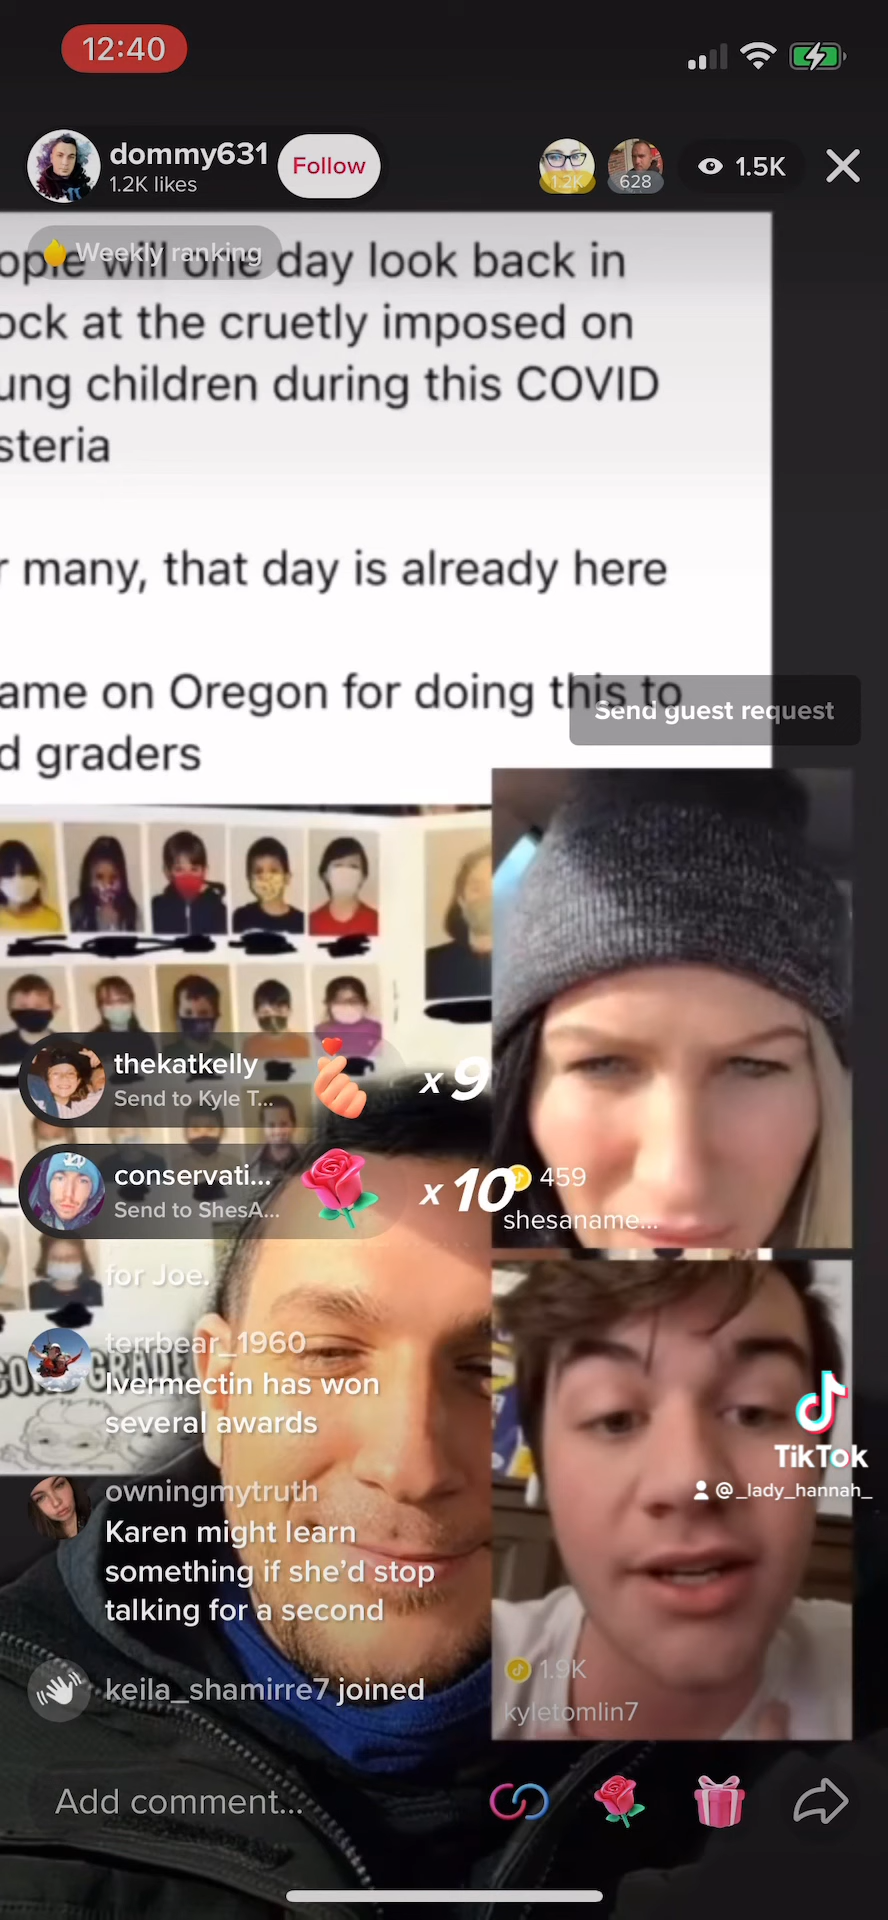 12:40
dommy631
Follow
1.2K likes
1.2K
628
1.5K
Weekly ranking
ople will one day look back in
ock at the cruetly imposed on
ung children during this COVID
steria
r many, that day is already here
ame on Oregon for doing this to
Send guest request
d graders
thekatkelly
Send to Kyle T...
x 9
conservati...
Send to ShesA...
x 10
459
shesaname...
for Joe.
terrbear_1960
Ivermectin has won
several awards
GRADE
TikTok
@_lady_hannah_
owningmytruth
Karen might learn
something if she'd stop
talking for a second
1.9K
kyletomlin7
keila_shamirre7 joined
Add comment...